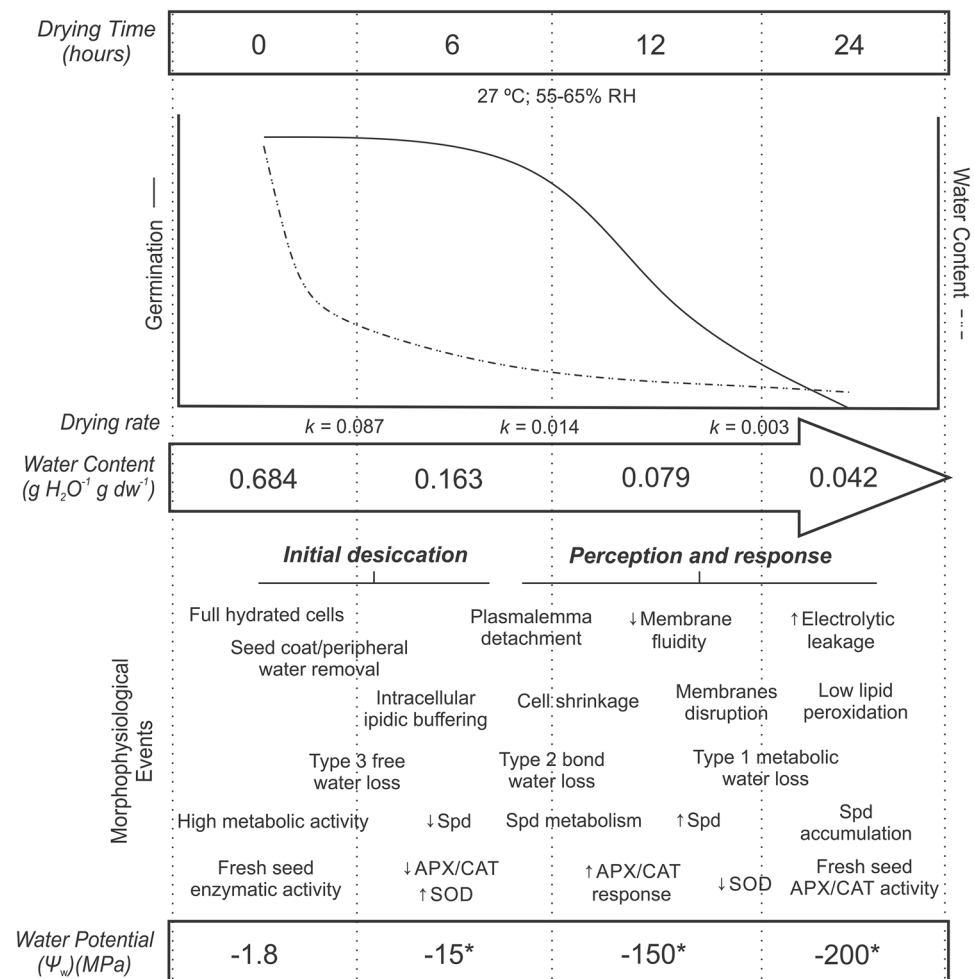 Drying Time
(hours)
0 6 12 24
27 ºC; 55-65% RH
Germination
Water Content
Drying rate
k = 0.087 k = 0.014 k = 0.003
Water Content
(g H₂O⁻¹ g dw⁻¹)
0.684 0.163 0.079 0.042
Initial desiccation Perception and response
Morphophysiological
Events
Full hydrated cells
Seed coat/peripheral
water removal
Plasmalemma
detachment
↓Membrane
fluidity
↑Electrolytic
leakage
Intracellular
ipidic buffering
Cell shrinkage
Membranes
disruption
Low lipid
peroxidation
Type 3 free
water loss
Type 2 bond
water loss
Type 1 metabolic
water loss
High metabolic activity
↓Spd
Spd metabolism
↑Spd
Spd
accumulation
Fresh seed
enzymatic activity
↓APX/CAT
↑SOD
↑APX/CAT
response
↓SOD
Fresh seed
APX/CAT activity
Water Potential
(Ψw)(MPa)
-1.8 -15* -150* -200*